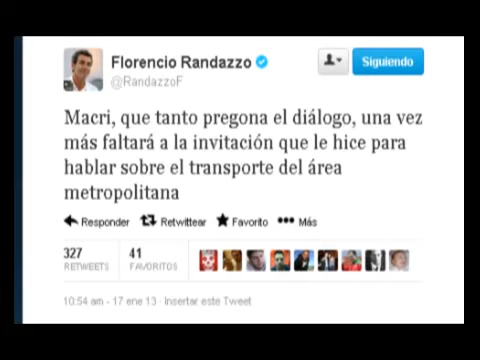 Florencio Randazzo
@RandazzoF
Siguiendo
Macri, que tanto pregona el diálogo, una vez
más faltará a la invitación que le hice para
hablar sobre el transporte del área
metropolitana
Responder Retwittear Favorito Más
327 41
RETWEETS FAVORITOS
10:54 am - 17 ene 13 · Insertar este Tweet